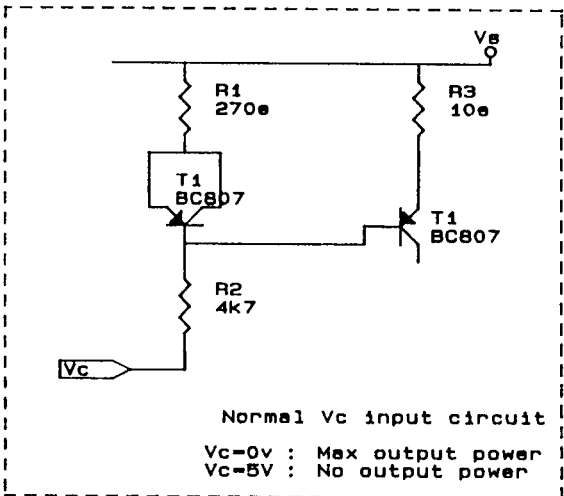 Vs
R1
270e
R3
10e
T1
BC807
T1
BC807
R2
4k7
Vc
Normal Vc input circuit
Vc=0v : Max output power
Vc=5V : No output power